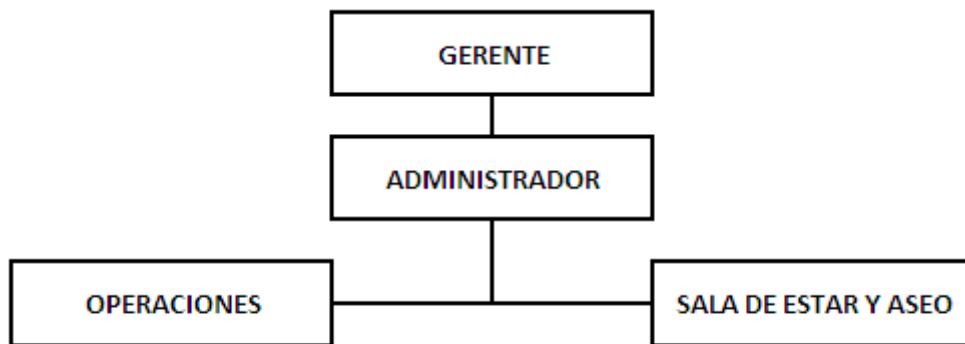 GERENTE
ADMINISTRADOR
OPERACIONES
SALA DE ESTAR Y ASEO